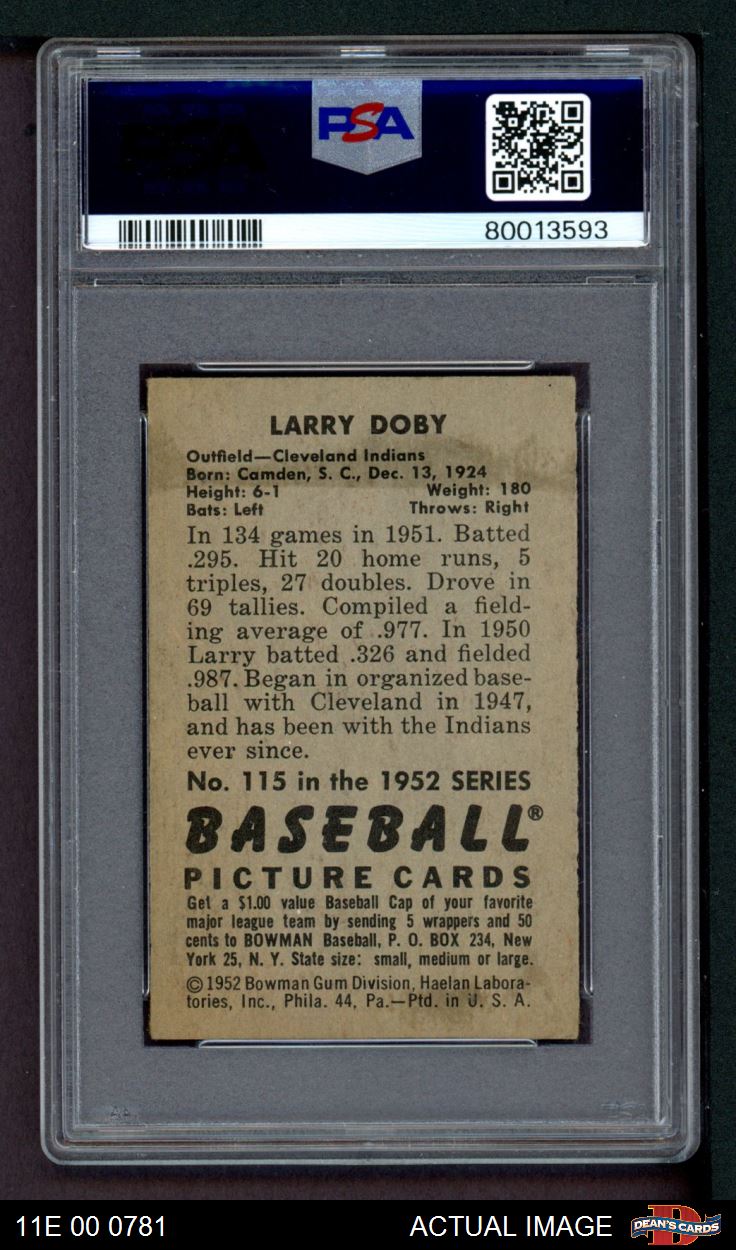 PSA
80013593
LARRY DOBY
Outfield—Cleveland Indians
Born: Camden, S. C., Dec. 13, 1924
Height: 6-1 Weight: 180
Bats: Left Throws: Right
In 134 games in 1951. Batted
.295. Hit 20 home runs, 5
triples, 27 doubles. Drove in
69 tallies. Compiled a field-
ing average of .977. In 1950
Larry batted .326 and fielded
.987. Began in organized base-
ball with Cleveland in 1947,
and has been with the Indians
ever since.
No. 115 in the 1952 SERIES
BASEBALL®
PICTURE CARDS
Get a $1.00 value Baseball Cap of your favorite
major league team by sending 5 wrappers and 50
cents to BOWMAN Baseball, P. O. BOX 234, New
York 25, N. Y. State size: small, medium or large.
©1952 Bowman Gum Division, Haelan Labora-
tories, Inc., Phila. 44, Pa.—Ptd. in U. S. A.
11E 00 0781 ACTUAL IMAGE DEAN'S CARDS